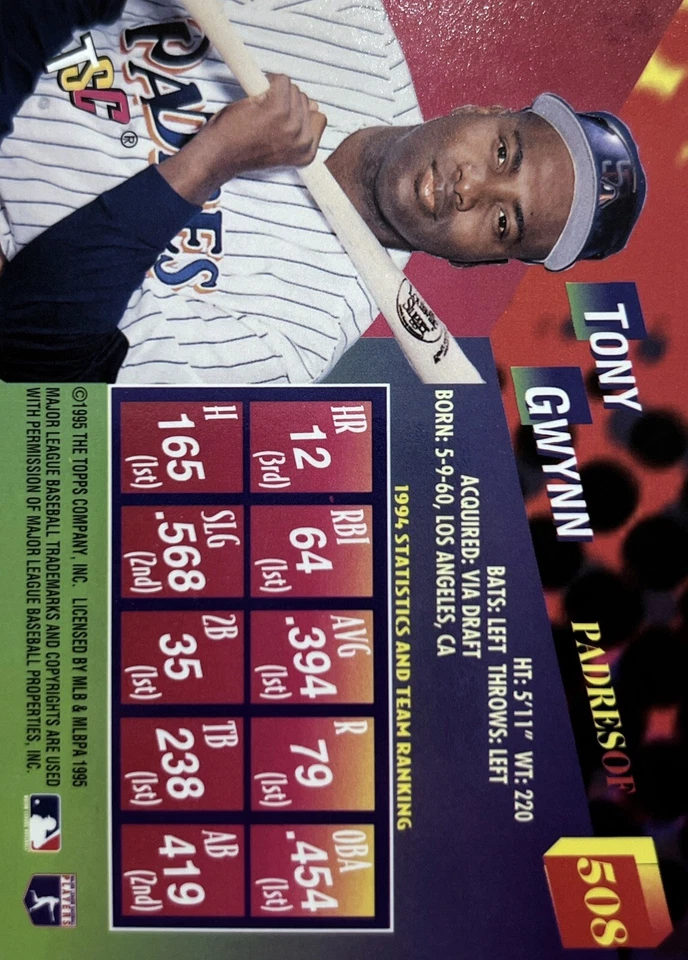 TONY
GWYNN
PADRES OF
508
HT: 5'11" WT: 220
BATS: LEFT THROWS: LEFT
ACQUIRED: VIA DRAFT
BORN: 5-9-60, LOS ANGELES, CA
PADRES
TSC®
1994 STATISTICS AND TEAM RANKING
HR RBI AVG R OBA
12 64 .394 79 .454
(3rd) (1st) (1st) (1st) (1st)
H SLG 2B TB AB
165 .568 35 238 419
(1st) (2nd) (1st) (1st) (2nd)
© 1995 THE TOPPS COMPANY, INC. LICENSED BY MLB & MLBPA 1995
MAJOR LEAGUE BASEBALL TRADEMARKS AND COPYRIGHTS ARE USED
WITH PERMISSION OF MAJOR LEAGUE BASEBALL PROPERTIES, INC.
PLAYERS